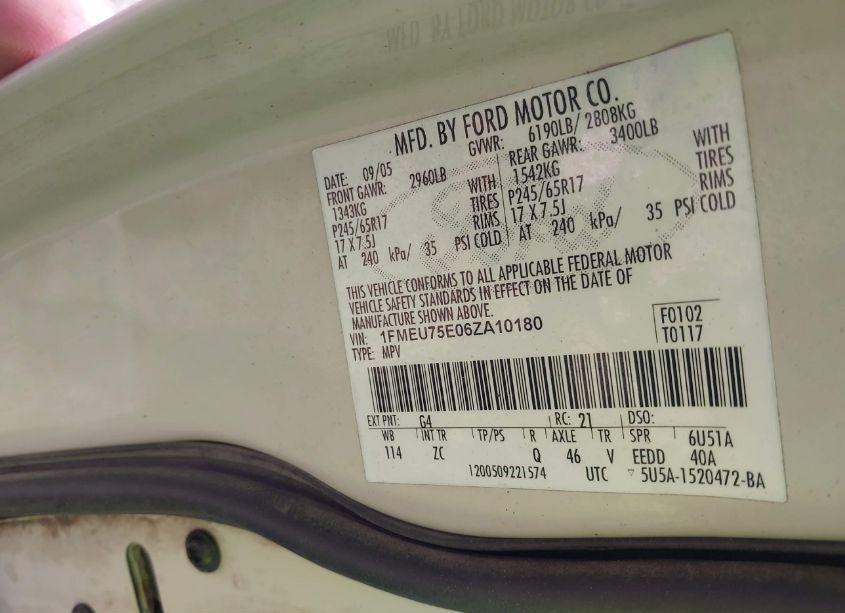 MFD. BY FORD MOTOR CO.
DATE: 09/05 GVWR: 6190LB/ 2808KG
FRONT GAWR: 2960LB REAR GAWR: 3400LB
1343KG WITH 1542KG WITH
P245/65R17 TIRES P245/65R17 TIRES
17 X 7.5J RIMS 17 X 7.5J RIMS
AT 240 kPa/ 35 PSI COLD AT 240 kPa/ 35 PSI COLD
THIS VEHICLE CONFORMS TO ALL APPLICABLE FEDERAL MOTOR
VEHICLE SAFETY STANDARDS IN EFFECT ON THE DATE OF
MANUFACTURE SHOWN ABOVE.
VIN: 1FMEU75E06ZA10180 F0102
TYPE: MPV T0117
EXT PNT: G4 RC: 21 DSO:
WB INT TR TP/PS R AXLE TR SPR 6U51A
114 ZC Q 46 V EEDD 40A
1200509221574 UTC ▽ 5U5A-1520472-BA